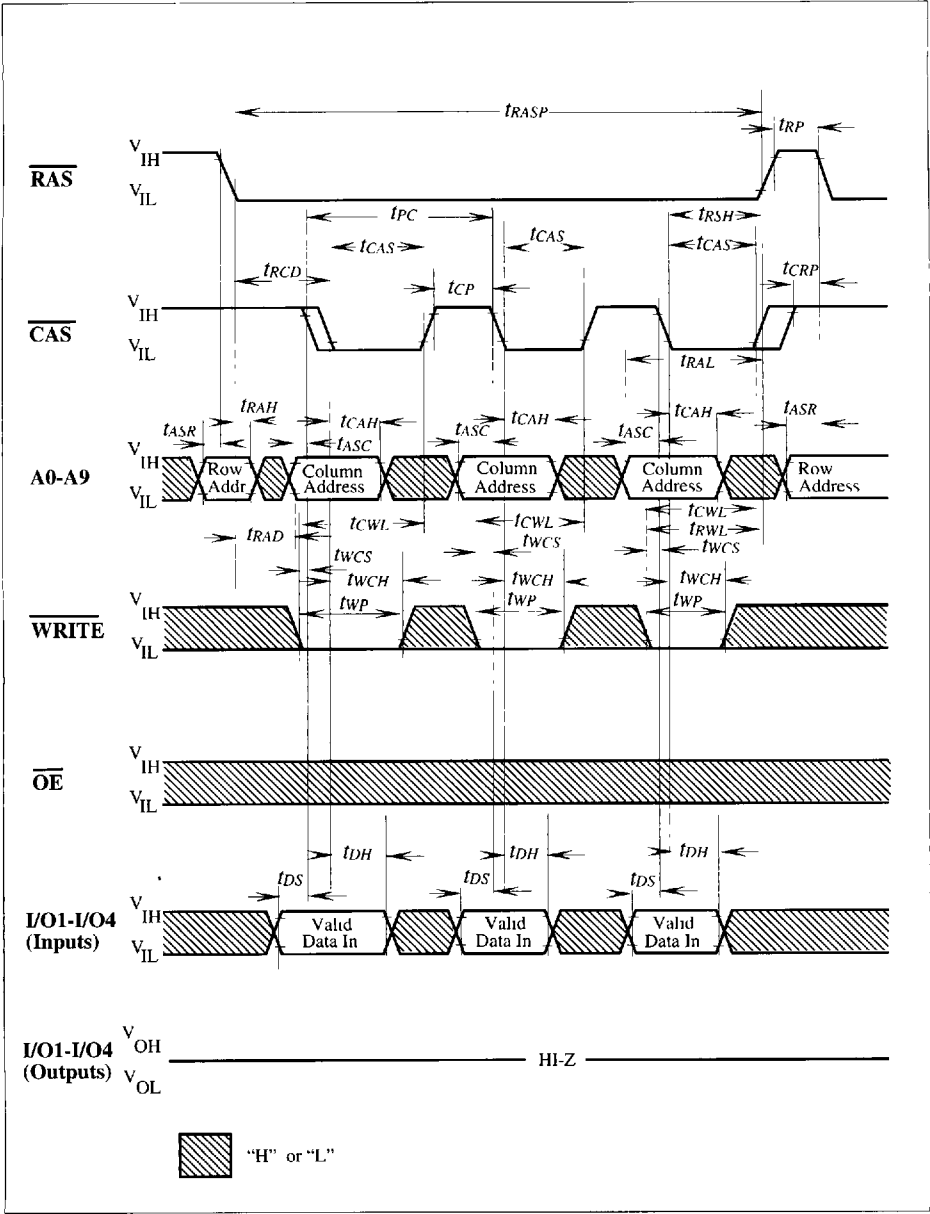 tRASP
tRP
VIH
RAS
VIL
tPC
tRSH
tCAS
tCAS
tCAS
tRCD
tCP
tCRP
VIH
CAS
VIL
tRAL
tRAH
tASR
tCAH
tASC
tASC
tCAH
tASC
tCAH
tASR
VIH
A0-A9
VIL
Row Addr
Column Address
Column Address
Column Address
Row Address
tCWL
tCWL
tCWL
tRWL
tRAD
tWCS
tWCS
tWCS
tWCH
tWCH
tWCH
tWP
tWP
tWP
VIH
WRITE
VIL
VIH
OE
VIL
tDH
tDH
tDH
tDS
tDS
tDS
I/O1-I/O4
(Inputs)
VIH
VIL
Valid Data In
Valid Data In
Valid Data In
I/O1-I/O4
(Outputs)
VOH
VOL
HI-Z
"H" or "L"